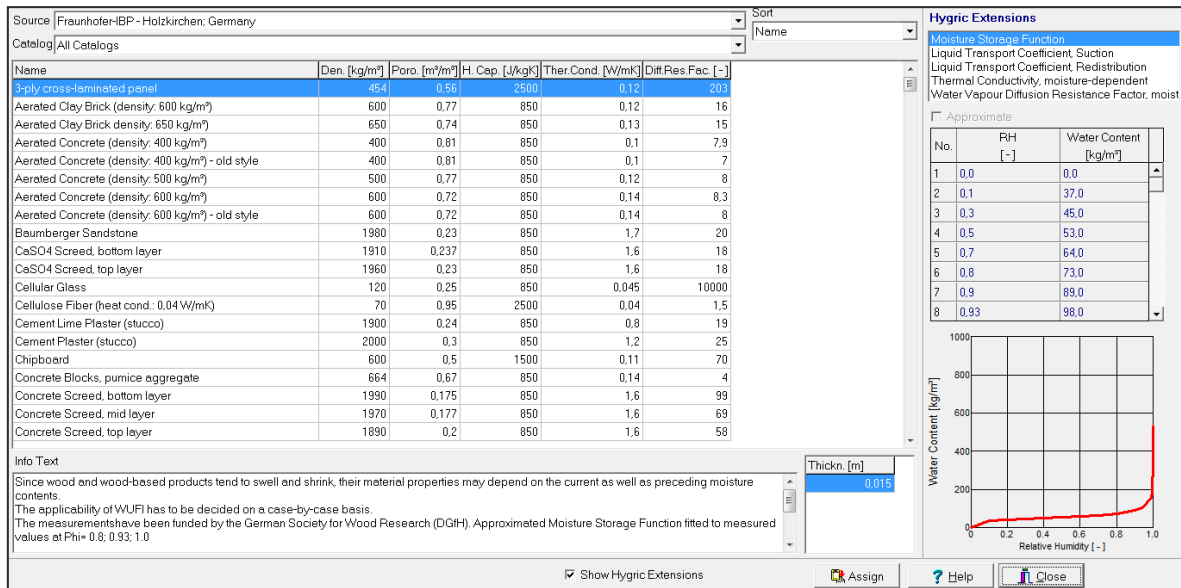 Source Fraunhofer-IBP - Holzkirchen; Germany
Sort
Name
Catalog All Catalogs
Name Den. [kg/m³] Poro. [m³/m³] H. Cap. [J/kgK] Ther.Cond. [W/mK] Diff.Res.Fac. [-]
3-ply cross-laminated panel 454 0,56 2500 0,12 203
Aerated Clay Brick (density: 600 kg/m³) 600 0,77 850 0,12 16
Aerated Clay Brick density: 650 kg/m³) 650 0,74 850 0,13 15
Aerated Concrete (density: 400 kg/m³) 400 0,81 850 0,1 7,9
Aerated Concrete (density: 400 kg/m³) - old style 400 0,81 850 0,1 7
Aerated Concrete (density: 500 kg/m³) 500 0,77 850 0,12 8
Aerated Concrete (density: 600 kg/m³) 600 0,72 850 0,14 8,3
Aerated Concrete (density: 600 kg/m³) - old style 600 0,72 850 0,14 8
Baumberger Sandstone 1980 0,23 850 1,7 20
CaSO4 Screed, bottom layer 1910 0,237 850 1,6 18
CaSO4 Screed, top layer 1960 0,23 850 1,6 18
Cellular Glass 120 0,25 850 0,045 10000
Cellulose Fiber (heat cond.: 0,04 W/mK) 70 0,95 2500 0,04 1,5
Cement Lime Plaster (stucco) 1900 0,24 850 0,8 19
Cement Plaster (stucco) 2000 0,3 850 1,2 25
Chipboard 600 0,5 1500 0,11 70
Concrete Blocks, pumice aggregate 664 0,67 850 0,14 4
Concrete Screed, bottom layer 1990 0,175 850 1,6 99
Concrete Screed, mid layer 1970 0,177 850 1,6 69
Concrete Screed, top layer 1890 0,2 850 1,6 58
Info Text
Since wood and wood-based products tend to swell and shrink, their material properties may depend on the current as well as preceding moisture
contents.
The applicability of WUFI has to be decided on a case-by-case basis.
The measurementshave been funded by the German Society for Wood Research (DGfH). Approximated Moisture Storage Function fitted to measured
values at Phi= 0.8; 0.93; 1.0
Thickn. [m]
0,015
Hygric Extensions
Moisture Storage Function
Liquid Transport Coefficient, Suction
Liquid Transport Coefficient, Redistribution
Thermal Conductivity, moisture-dependent
Water Vapour Diffusion Resistance Factor, moist
Approximate
No. RH Water Content
[-] [kg/m³]
1 0,0 0,0
2 0,1 37,0
3 0,3 45,0
4 0,5 53,0
5 0,7 64,0
6 0,8 73,0
7 0,9 89,0
8 0,93 98,0
Water Content [kg/m³]
1000
800
600
400
200
0
0 0.2 0.4 0.6 0.8 1.0
Relative Humidity [-]
Show Hygric Extensions
Assign
? Help
Close